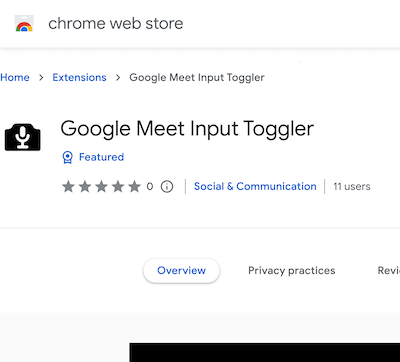 chrome web store
Home > Extensions > Google Meet Input Toggler
Google Meet Input Toggler
Featured
0 Social & Communication 11 users
Overview Privacy practices Revi